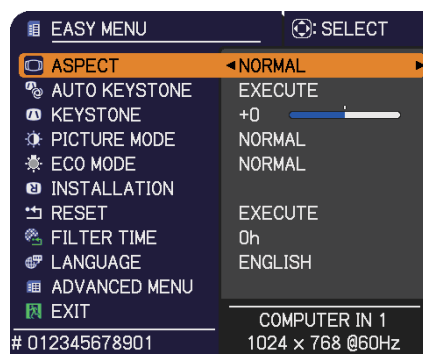 EASY MENU : SELECT
ASPECT NORMAL
AUTO KEYSTONE EXECUTE
KEYSTONE +0
PICTURE MODE NORMAL
ECO MODE NORMAL
INSTALLATION
RESET EXECUTE
FILTER TIME 0h
LANGUAGE ENGLISH
ADVANCED MENU
EXIT COMPUTER IN 1
# 012345678901 1024 x 768 @60Hz